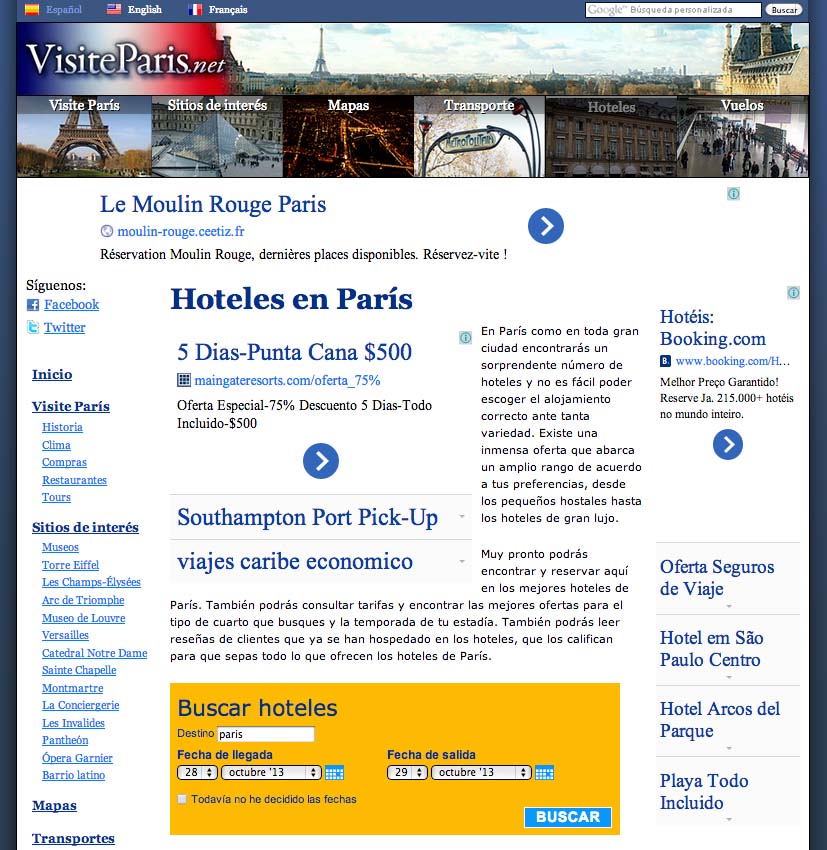 Español English Français
Google™ Búsqueda personalizada Buscar
VisiteParis.net
Visite París Sitios de interés Mapas Transporte Hoteles Vuelos
METROPOLITAIN
Le Moulin Rouge Paris
moulin-rouge.ceetiz.fr
Réservation Moulin Rouge, dernières places disponibles. Réservez-vite !
Síguenos:
Facebook
Twitter
Inicio
Visite París
Historia
Clima
Compras
Restaurantes
Tours
Sitios de interés
Museos
Torre Eiffel
Les Champs-Élysées
Arc de Triomphe
Museo de Louvre
Versailles
Catedral Notre Dame
Sainte Chapelle
Montmartre
La Conciergerie
Les Invalides
Pantheón
Ópera Garnier
Barrio latino
Mapas
Transportes
Hoteles en París
5 Dias-Punta Cana $500
maingateresorts.com/oferta_75%
Oferta Especial-75% Descuento 5 Dias-Todo
Incluido-$500
Southampton Port Pick-Up
viajes caribe economico
En París como en toda gran
ciudad encontrarás un
sorprendente número de
hoteles y no es fácil poder
escoger el alojamiento
correcto ante tanta
variedad. Existe una
inmensa oferta que abarca
un amplio rango de acuerdo
a tus preferencias, desde
los pequeños hostales hasta
los hoteles de gran lujo.
Muy pronto podrás
encontrar y reservar aquí
en los mejores hoteles de
París. También podrás consultar tarifas y encontrar las mejores ofertas para el
tipo de cuarto que busques y la temporada de tu estadía. También podrás leer
reseñas de clientes que ya se han hospedado en los hoteles, que los califican
para que sepas todo lo que ofrecen los hoteles de París.
Buscar hoteles
Destino paris
Fecha de llegada Fecha de salida
28 octubre '13 29 octubre '13
Todavía no he decidido las fechas
BUSCAR
Hotéis:
Booking.com
B. www.booking.com/H...
Melhor Preço Garantido!
Reserve Ja. 215.000+ hotéis
no mundo inteiro.
Oferta Seguros
de Viaje
Hotel em São
Paulo Centro
Hotel Arcos del
Parque
Playa Todo
Incluido